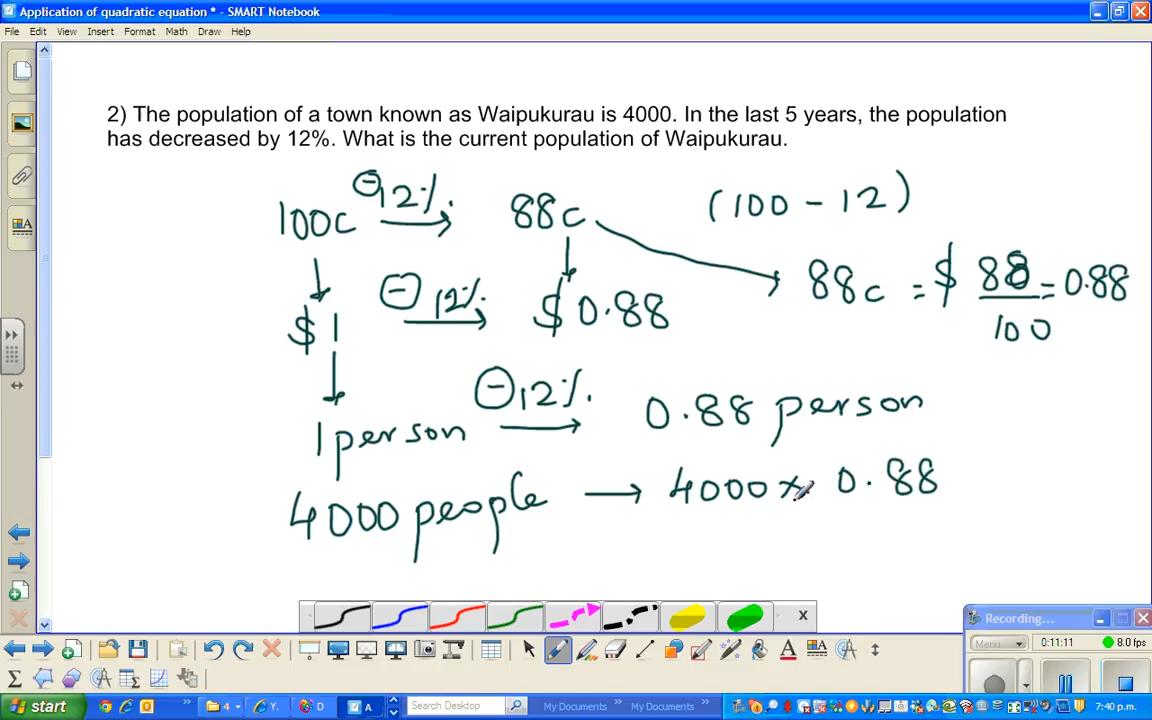 Application of quadratic equation * - SMART Notebook
File Edit View Insert Format Math Draw Help
2) The population of a town known as Waipukurau is 4000. In the last 5 years, the population
has decreased by 12%. What is the current population of Waipukurau.
100c ⊖12% → 88c (100 - 12)
$ 1 ⊖12% → $ 0.88 88c = $ 88/100 = 0.88
1 person ⊖12% → 0.88 person
4000 people → 4000 x 0.88
x
Recording...
Menu 0:11:11 8.0 fps
start 4 Y. D A Search Desktop My Documents My Documents 7:40 p.m.